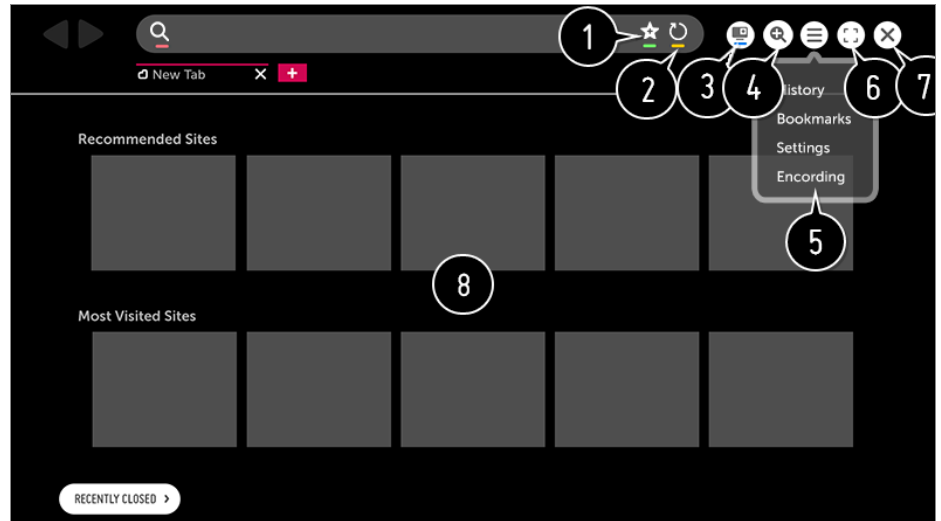 1
New Tab
2
3
4
6
7
History
Bookmarks
Recommended Sites
Settings
Encording
5
8
Most Visited Sites
RECENTLY CLOSED >